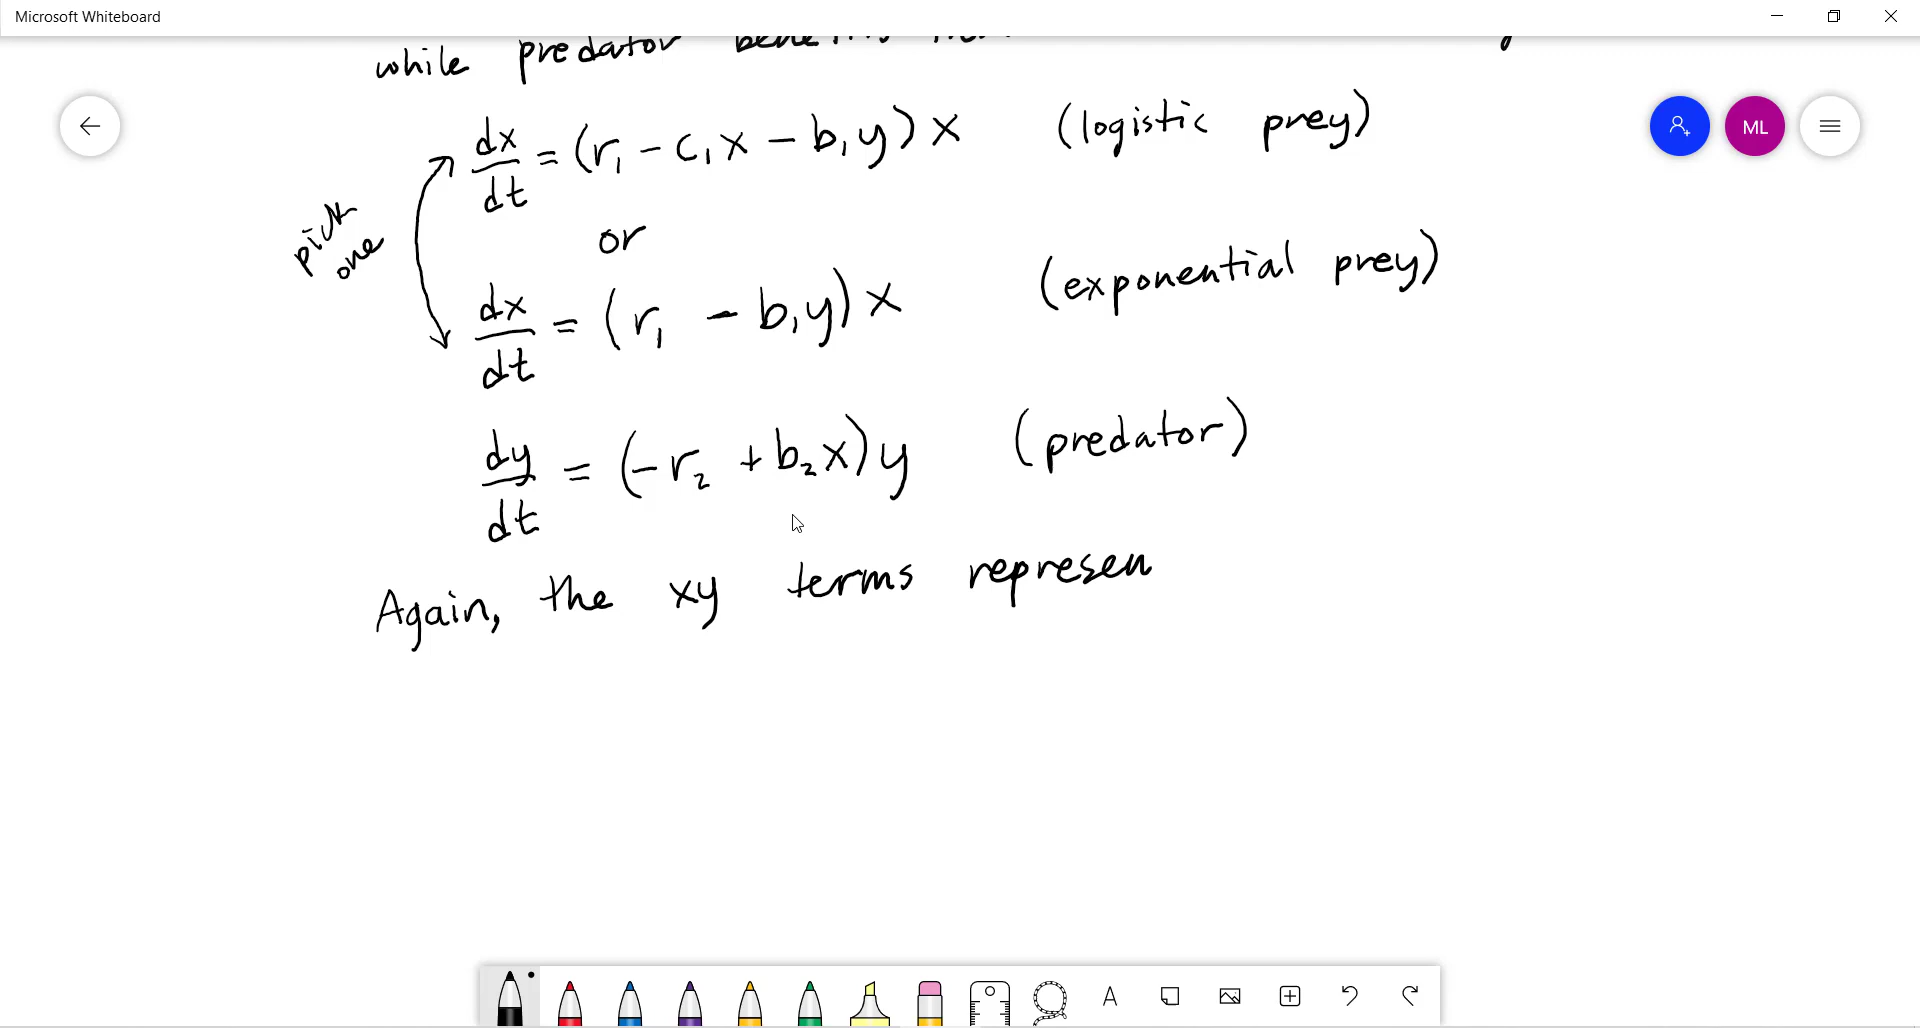 Microsoft Whiteboard
while predator
ML
dx/dt = (r₁ - c₁x - b₁y) x (logistic prey)
pick one
or
dx/dt = (r₁ - b₁y) x (exponential prey)
dy/dt = (-r₂ + b₂x) y (predator)
Again, the xy terms represen
A